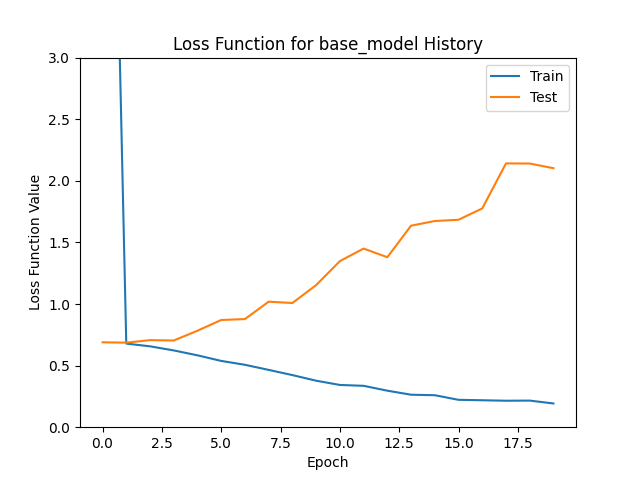 Loss Function for base_model History
3.0
2.5
2.0
1.5
1.0
0.5
0.0
Loss Function Value
Train
Test
0.0 2.5 5.0 7.5 10.0 12.5 15.0 17.5
Epoch